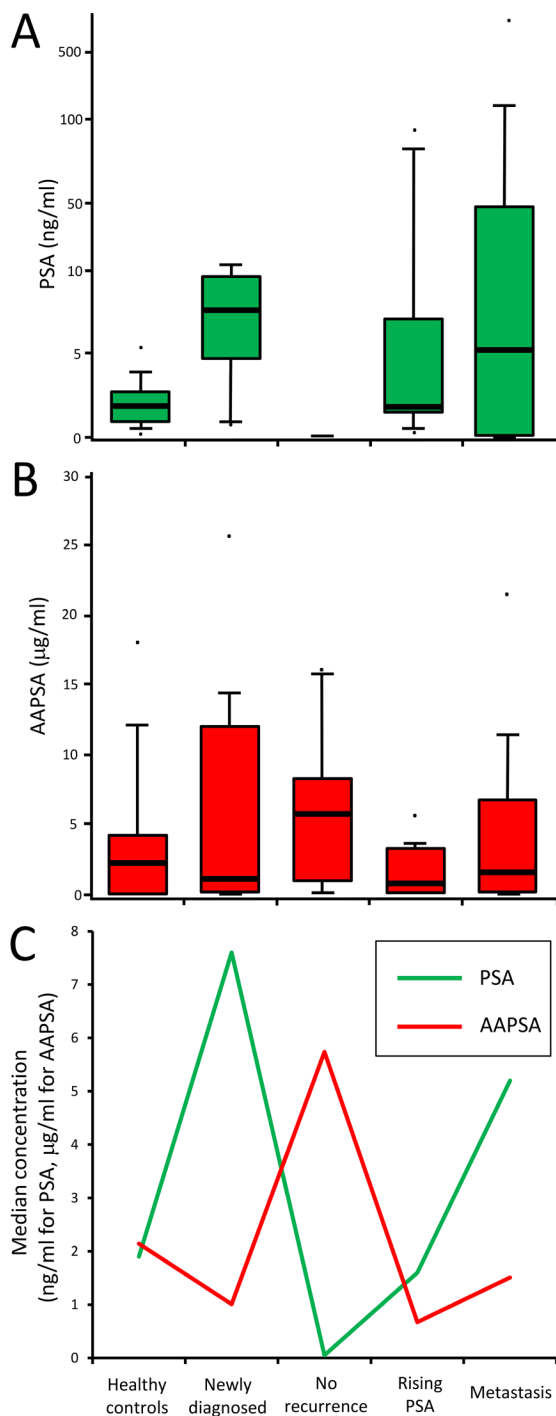 A
PSA (ng/ml)
500
100
50
10
5
0
B
AAPSA (µg/ml)
30
25
20
15
10
5
0
C
Median concentration
(ng/ml for PSA, µg/ml for AAPSA)
8
7
6
5
4
3
2
1
0
PSA
AAPSA
Healthy
controls
Newly
diagnosed
No
recurrence
Rising
PSA
Metastasis